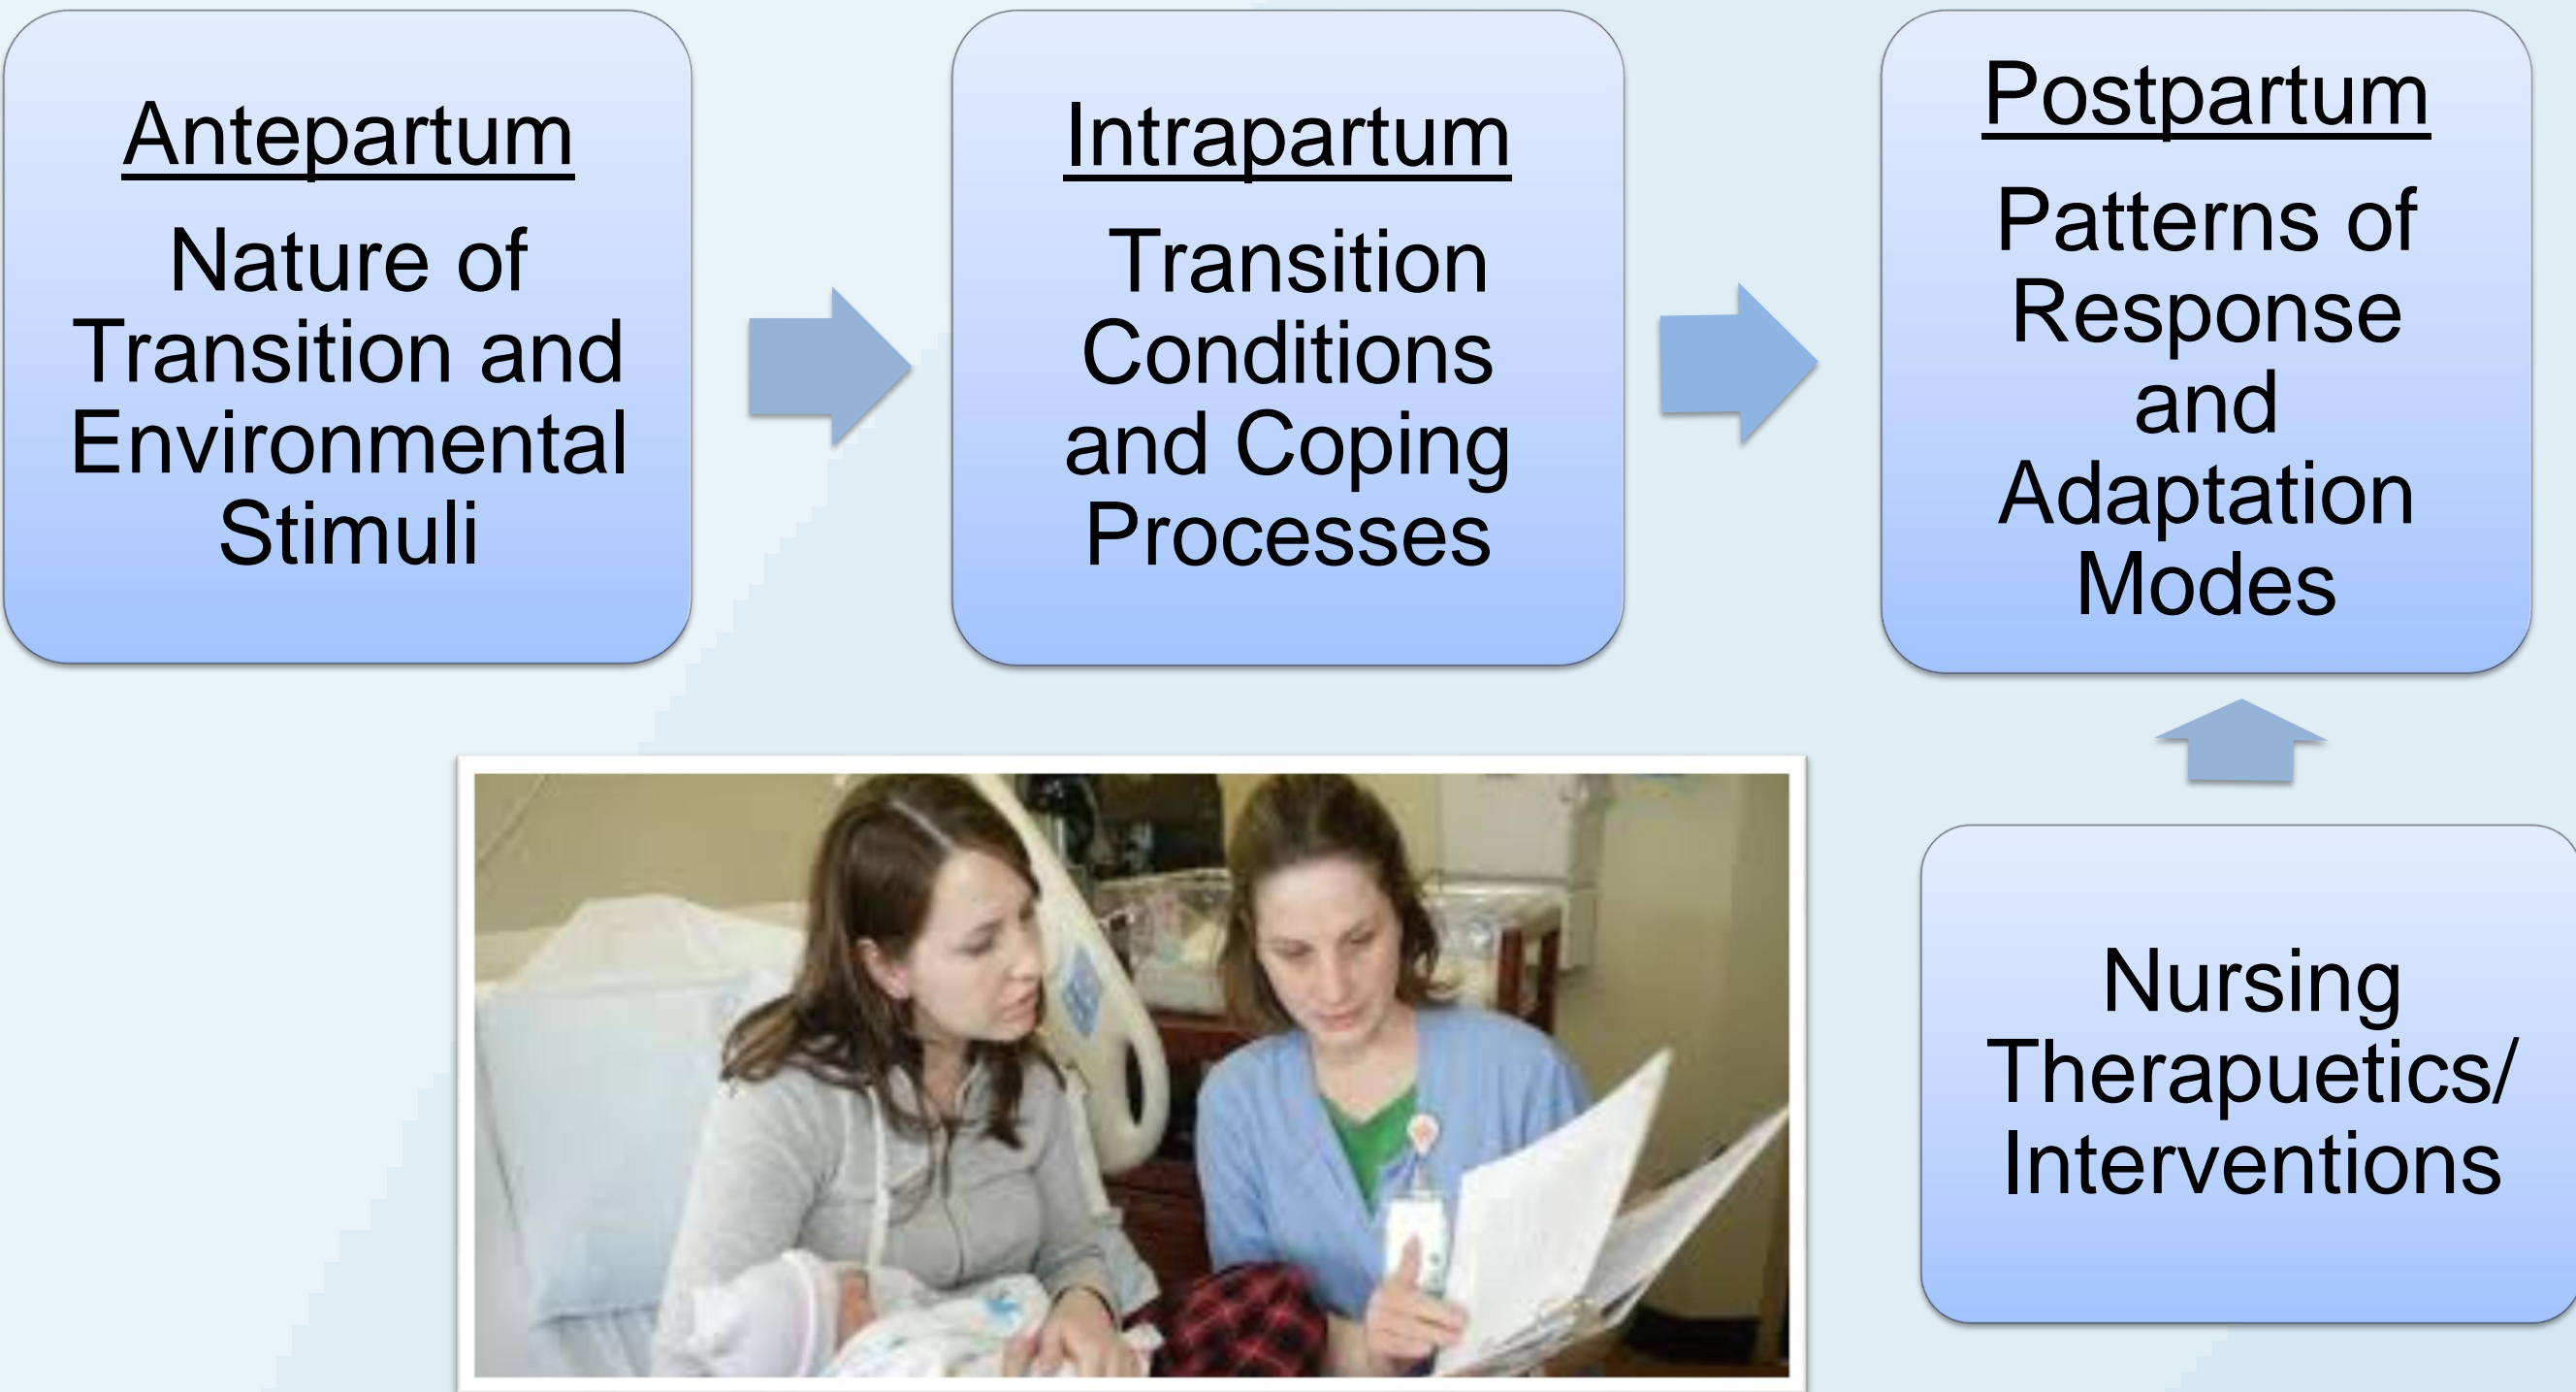 Antepartum
Nature of
Transition and
Environmental
Stimuli
Intrapartum
Transition
Conditions
and Coping
Processes
Postpartum
Patterns of
Response
and
Adaptation
Modes
Nursing
Therapuetics/
Interventions